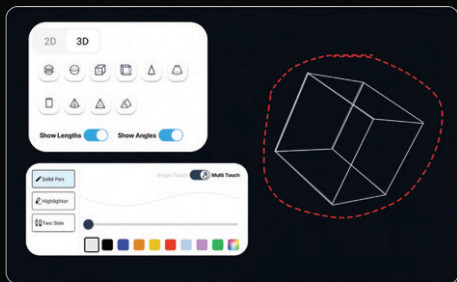 2D 3D
Show Lengths Show Angles
Solid Pen Single Touch Multi Touch
Highlighter
Two Side